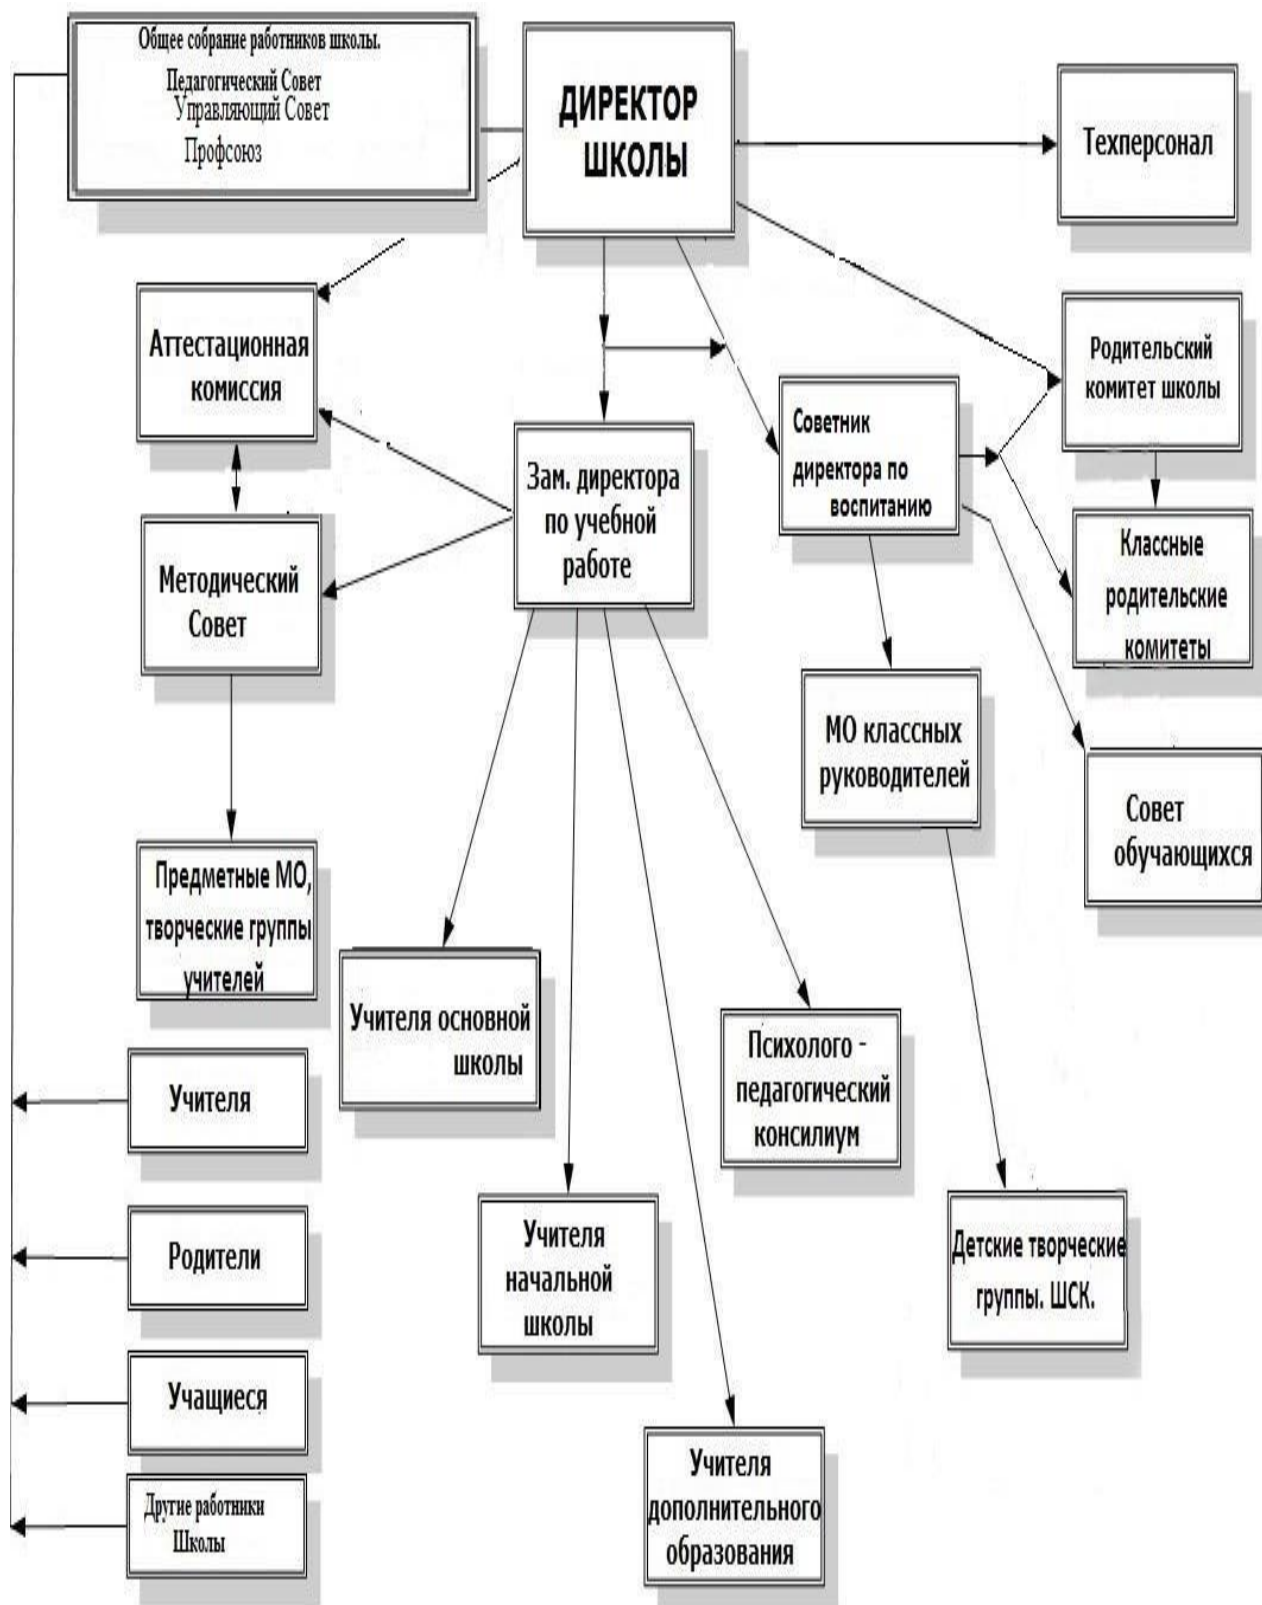 Общее собрание работников школы.
Педагогический Совет
Управляющий Совет
Профсоюз
ДИРЕКТОР
ШКОЛЫ
Техперсонал
Аттестационная
комиссия
Родительский
комитет школы
Советник
директора по
воспитанию
Зам. директора
по учебной
работе
Методический
Совет
Классные
родительские
комитеты
МО классных
руководителей
Совет
обучающихся
Предметные МО,
творческие группы
учителей
Учителя основной
школы
Психолого -
педагогический
консилиум
Учителя
Родители
Учителя
начальной
школы
Детские творческие
группы. ШСК.
Учащиеся
Учителя
дополнительного
образования
Другие работники
Школы